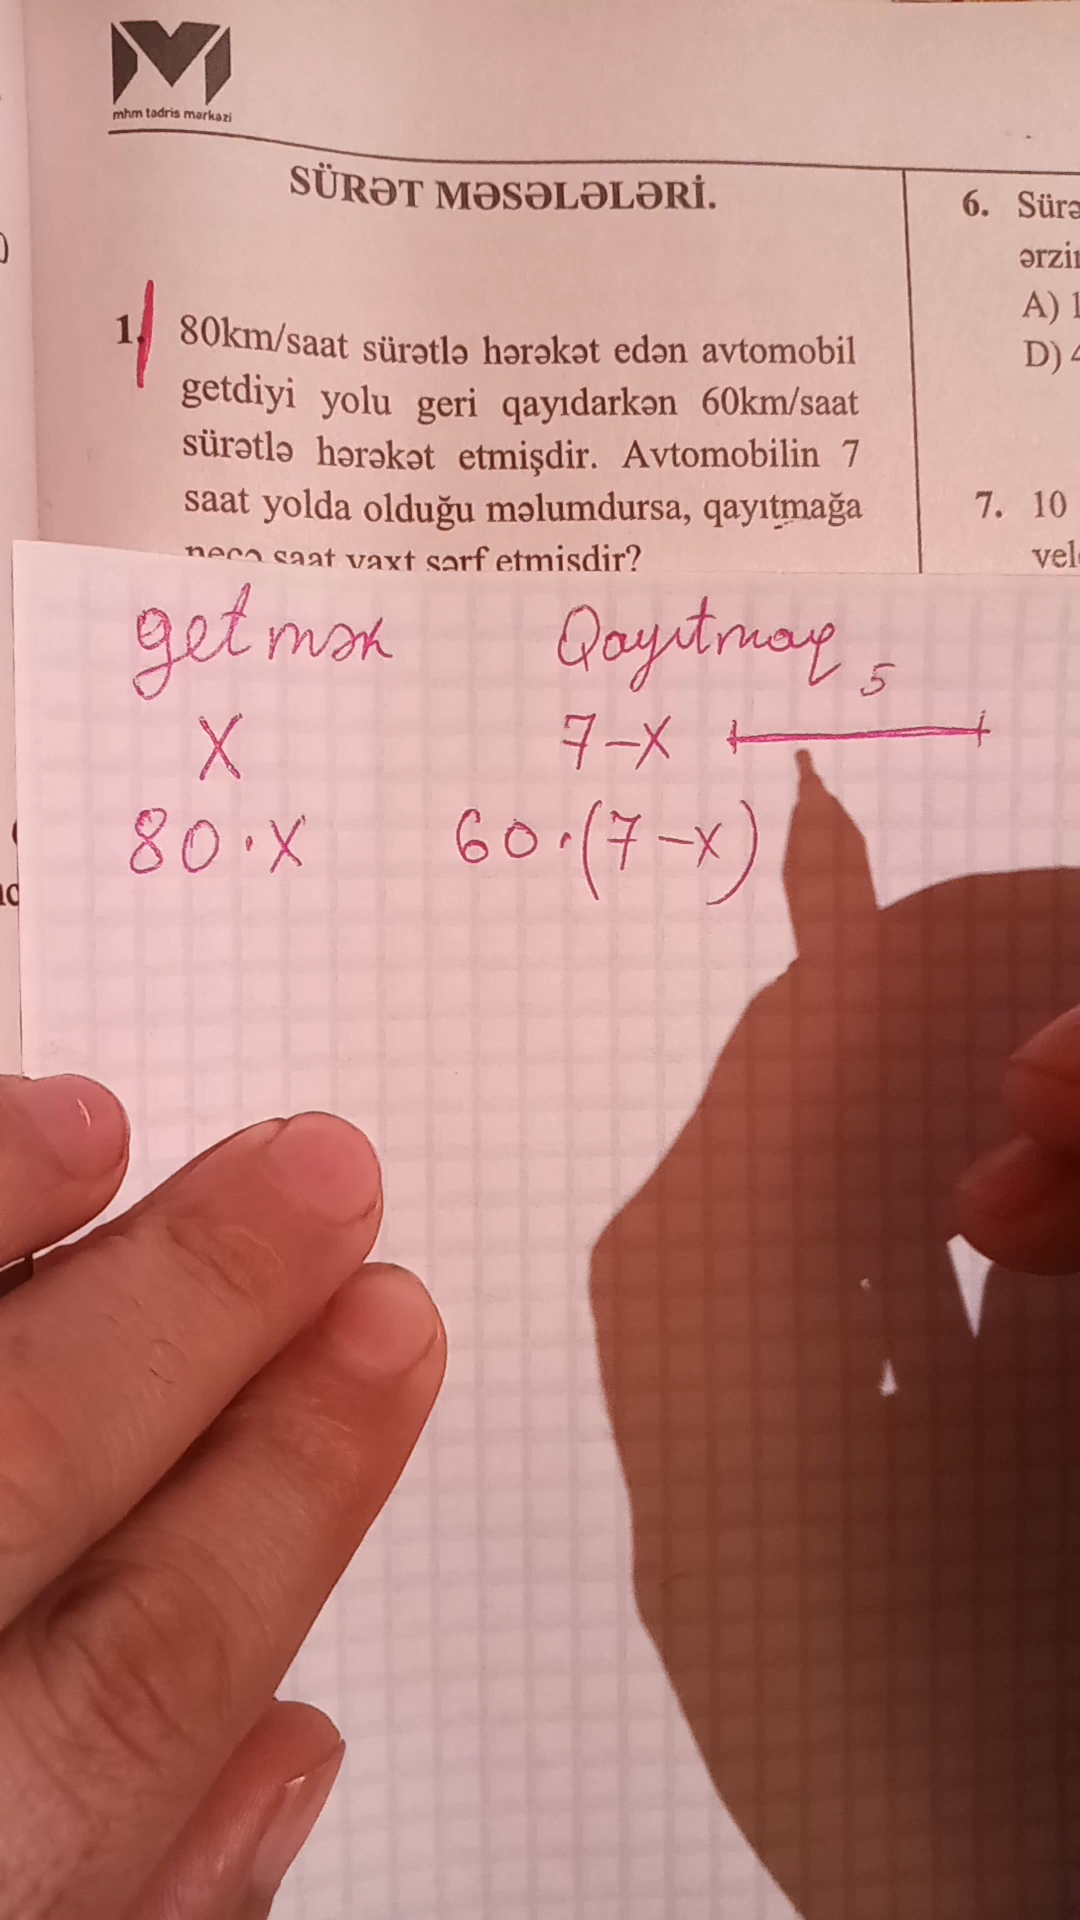 mhm tədris mərkəzi
SÜRƏT MƏSƏLƏLƏRİ.
1. 80km/saat sürətlə hərəkət edən avtomobil
getdiyi yolu geri qayıdarkən 60km/saat
sürətlə hərəkət etmişdir. Avtomobilin 7
saat yolda olduğu məlumdursa, qayıtmağa
neçə saat vaxt sərf etmişdir?
6. Sürə
ərzin
A) 1
D) 4
7. 10
velo
getmək Qayıtmaq
X 7-X 5
80·X 60·(7-x)